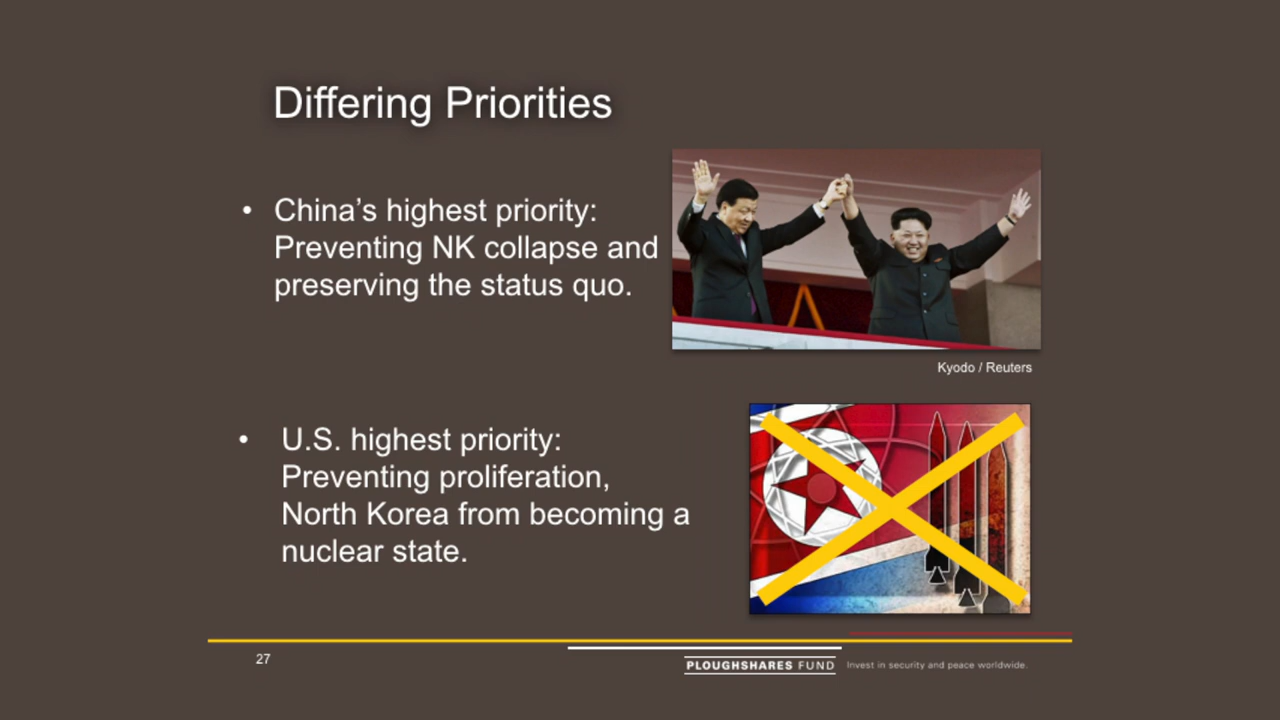 Differing Priorities
• China’s highest priority:
Preventing NK collapse and
preserving the status quo.
Kyodo / Reuters
• U.S. highest priority:
Preventing proliferation,
North Korea from becoming a
nuclear state.
27
PLOUGHSHARES FUND Invest in security and peace worldwide.